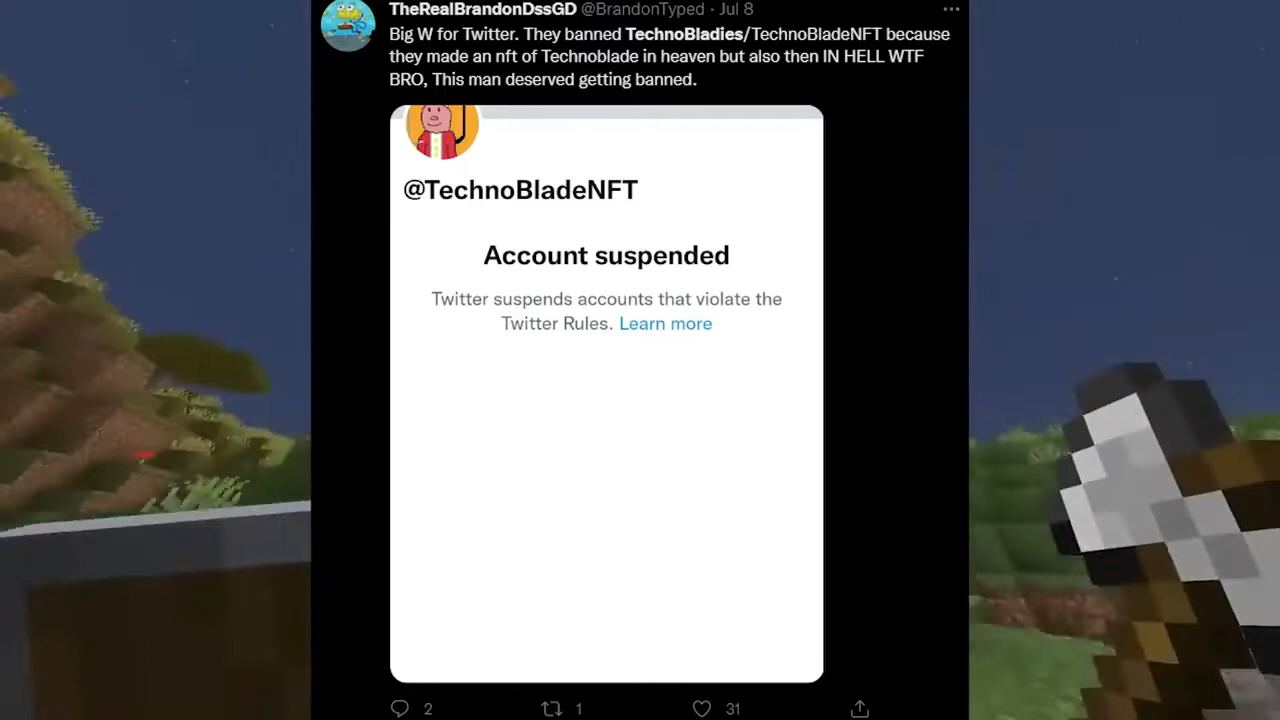 TheRealBrandonDssGD @BrandonTyped · Jul 8
Big W for Twitter. They banned TechnoBladies/TechnoBladeNFT because
they made an nft of Technoblade in heaven but also then IN HELL WTF
BRO, This man deserved getting banned.
@TechnoBladeNFT
Account suspended
Twitter suspends accounts that violate the
Twitter Rules. Learn more
2 1 31